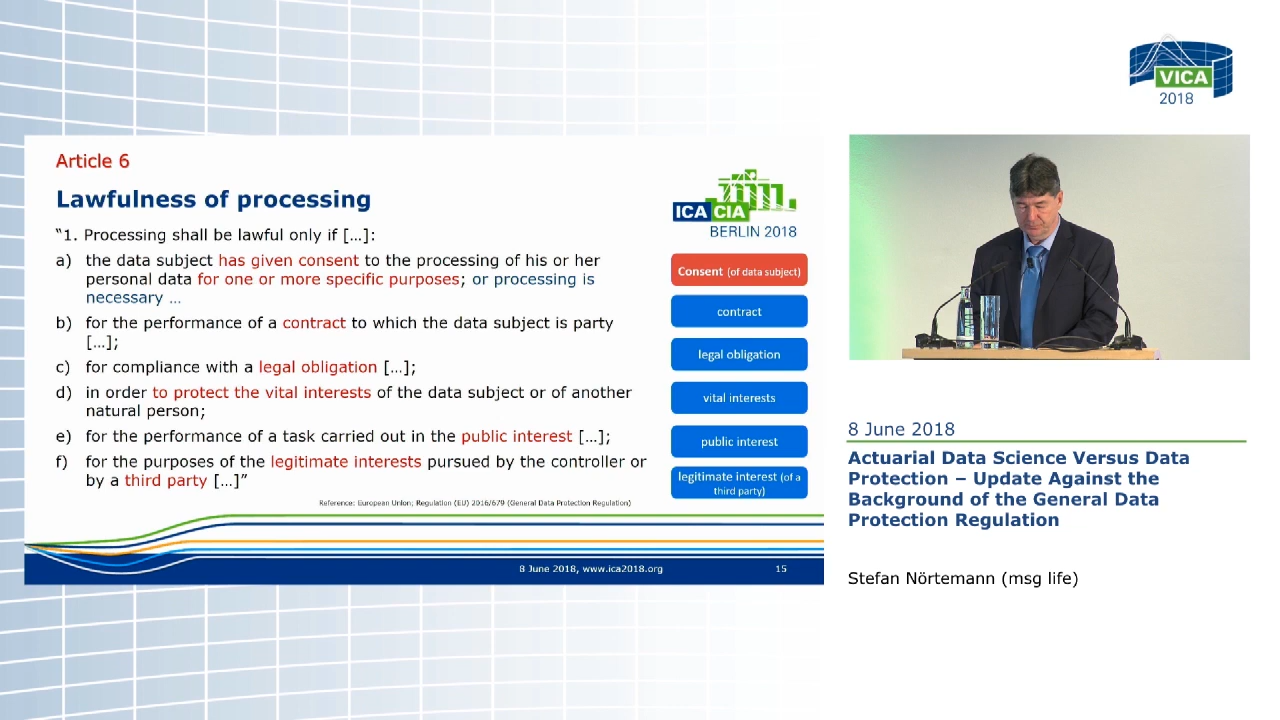 VICA
2018
Article 6
Lawfulness of processing
ICA CIA
BERLIN 2018
“1. Processing shall be lawful only if […]:
a) the data subject has given consent to the processing of his or her
personal data for one or more specific purposes; or processing is
necessary …
b) for the performance of a contract to which the data subject is party
[…];
c) for compliance with a legal obligation […];
d) in order to protect the vital interests of the data subject or of another
natural person;
e) for the performance of a task carried out in the public interest […];
f) for the purposes of the legitimate interests pursued by the controller or
by a third party […]”
Consent (of data subject)
contract
legal obligation
vital interests
public interest
legitimate interest (of a
third party)
Reference: European Union; Regulation (EU) 2016/679 (General Data Protection Regulation)
8 June 2018, www.ica2018.org
15
8 June 2018
Actuarial Data Science Versus Data
Protection – Update Against the
Background of the General Data
Protection Regulation
Stefan Nörtemann (msg life)